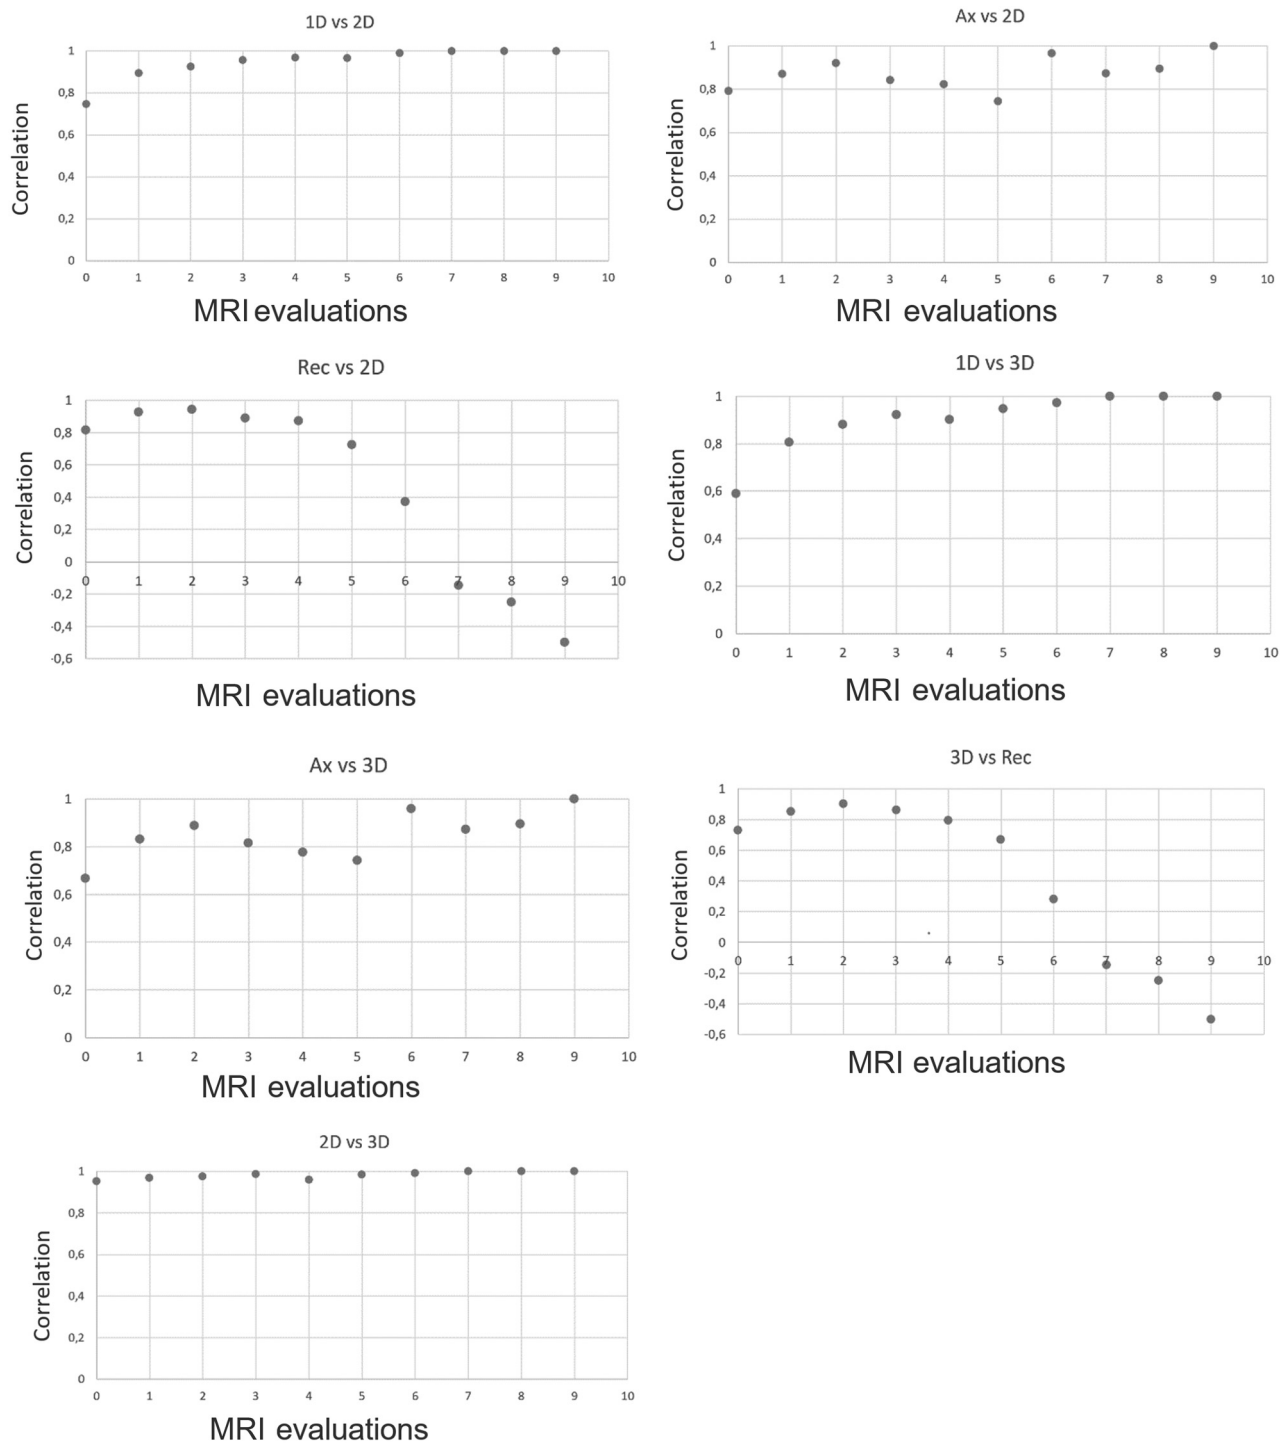 1D vs 2D
1
0,8
0,6
0,4
0,2
0
Correlation
0 1 2 3 4 5 6 7 8 9 10
MRI evaluations
Ax vs 2D
1
0,8
0,6
0,4
0,2
0
Correlation
0 1 2 3 4 5 6 7 8 9 10
MRI evaluations
Rec vs 2D
1
0,8
0,6
0,4
0,2
0
Correlation
0 1 2 3 4 5 6 7 8 9 10
-0,2
-0,4
-0,6
MRI evaluations
1D vs 3D
1
0,8
0,6
0,4
0,2
0
Correlation
0 1 2 3 4 5 6 7 8 9 10
MRI evaluations
Ax vs 3D
1
0,8
0,6
0,4
0,2
0
Correlation
0 1 2 3 4 5 6 7 8 9 10
MRI evaluations
3D vs Rec
1
0,8
0,6
0,4
0,2
0
Correlation
0 1 2 3 4 5 6 7 8 9 10
-0,2
-0,4
-0,6
MRI evaluations
2D vs 3D
1
0,8
0,6
0,4
0,2
0
Correlation
0 1 2 3 4 5 6 7 8 9 10
MRI evaluations